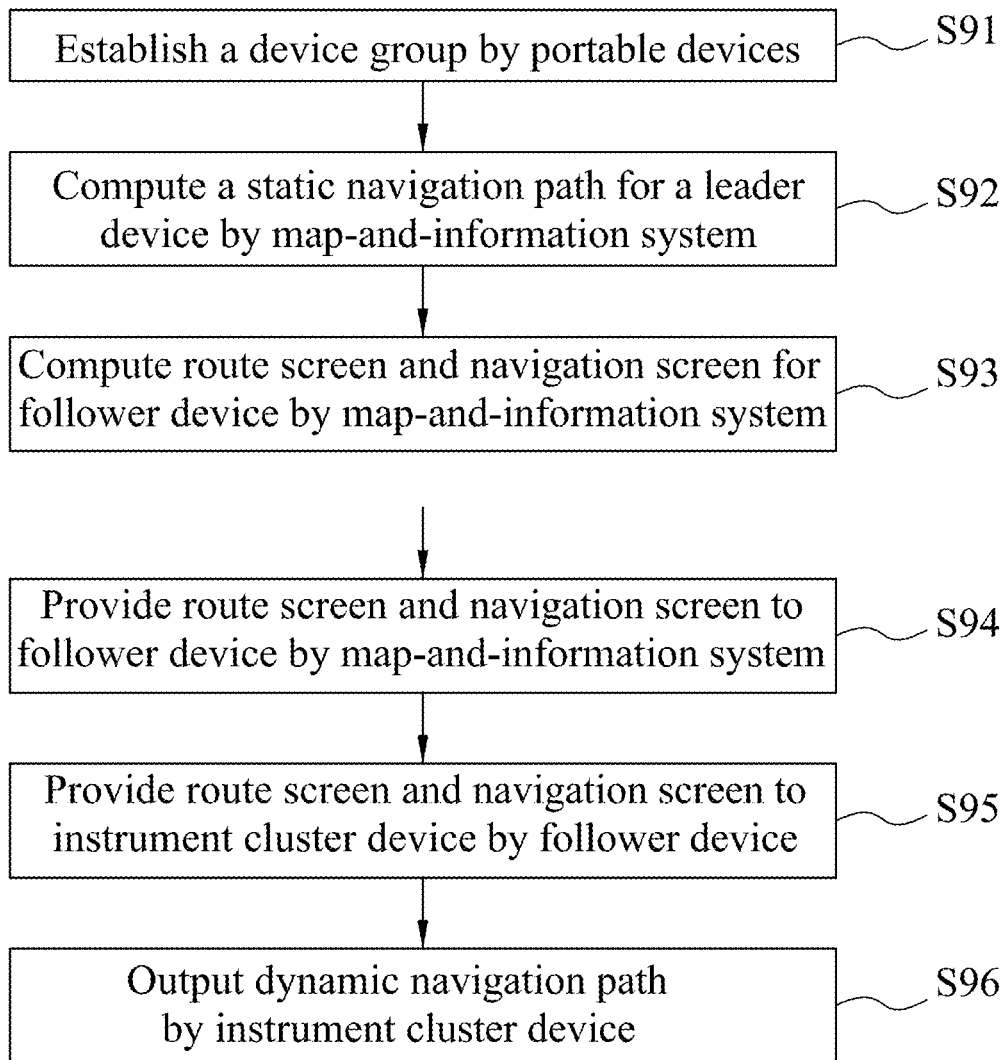 Establish a device group by portable devices
S91
Compute a static navigation path for a leader
device by map-and-information system
S92
Compute route screen and navigation screen for
follower device by map-and-information system
S93
Provide route screen and navigation screen to
follower device by map-and-information system
S94
Provide route screen and navigation screen to
instrument cluster device by follower device
S95
Output dynamic navigation path
by instrument cluster device
S96